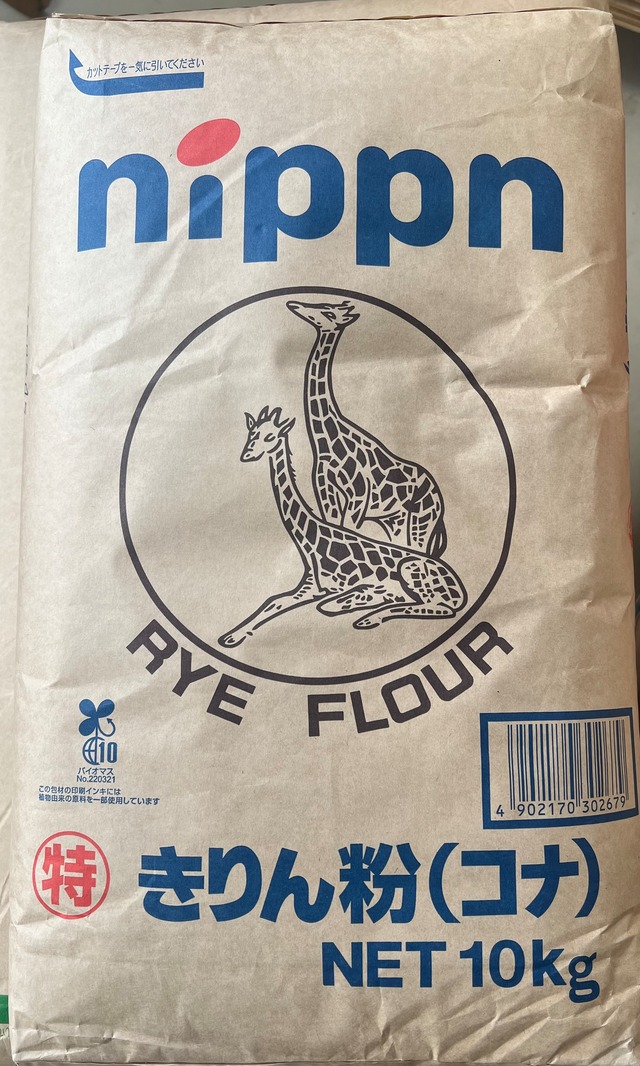 カットテープを一気に引いてください
nippn
RYE FLOUR
10
バイオマス
No.220321
この包材の印刷インキには
植物由来の原料を一部使用しています
4 902170 302679
特 きりん粉(コナ)
NET 10kg